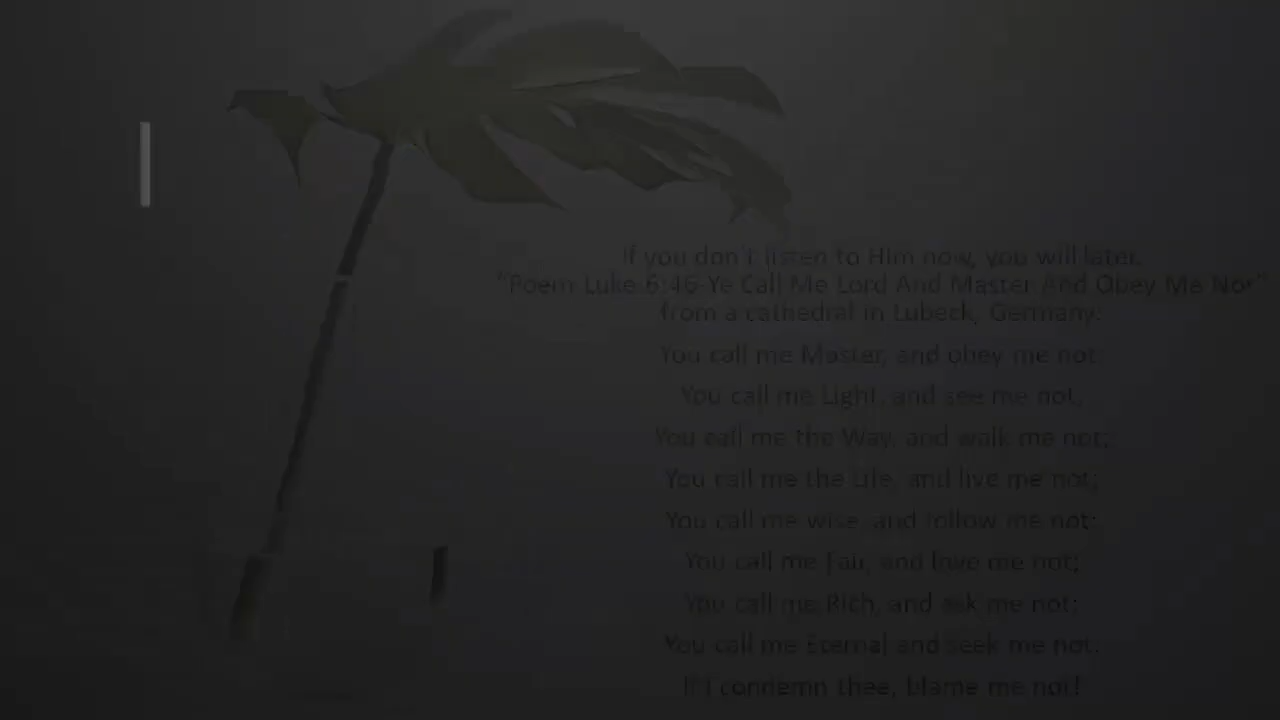 If you don't listen to Him now, you will later.
"Poem Luke 6:46-Ye Call Me Lord And Master And Obey Me Not"
from a cathedral in Lubeck, Germany:
You call me Master, and obey me not.
You call me Light, and see me not.
You call me the Way, and walk me not;
You call me the Life, and live me not;
You call me wise, and follow me not;
You call me Fair, and love me not;
You call me Rich, and ask me not;
You call me Eternal and seek me not.
If I condemn thee, blame me not!